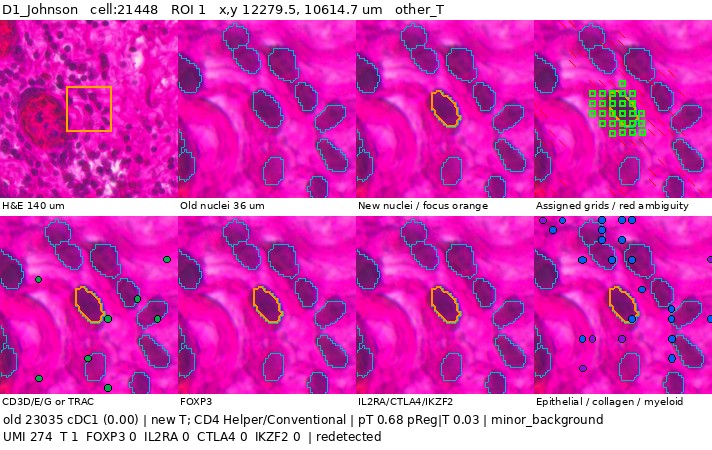 D1_Johnson   cell:21448   ROI 1   x,y 12279.5, 10614.7 um   other_T
H&E 140 um
Old nuclei 36 um
New nuclei / focus orange
Assigned grids / red ambiguity
CD3D/E/G or TRAC
FOXP3
IL2RA/CTLA4/IKZF2
Epithelial / collagen / myeloid
old 23035 cDC1 (0.00) | new T; CD4 Helper/Conventional | pT 0.68 pReg|T 0.03 | minor_background
UMI 274  T 1  FOXP3 0  IL2RA 0  CTLA4 0  IKZF2 0  | redetected